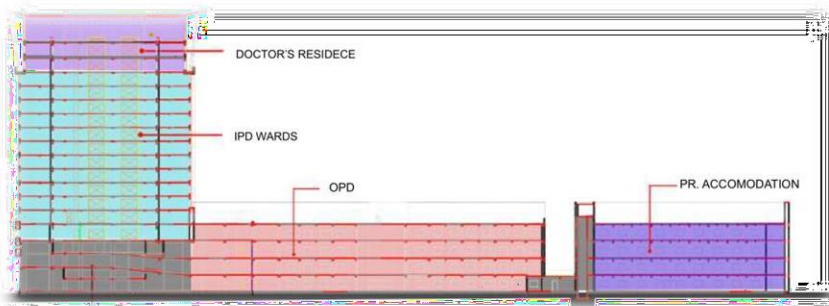 DOCTOR'S RESIDECE
IPD WARDS
OPD
PR. ACCOMODATION